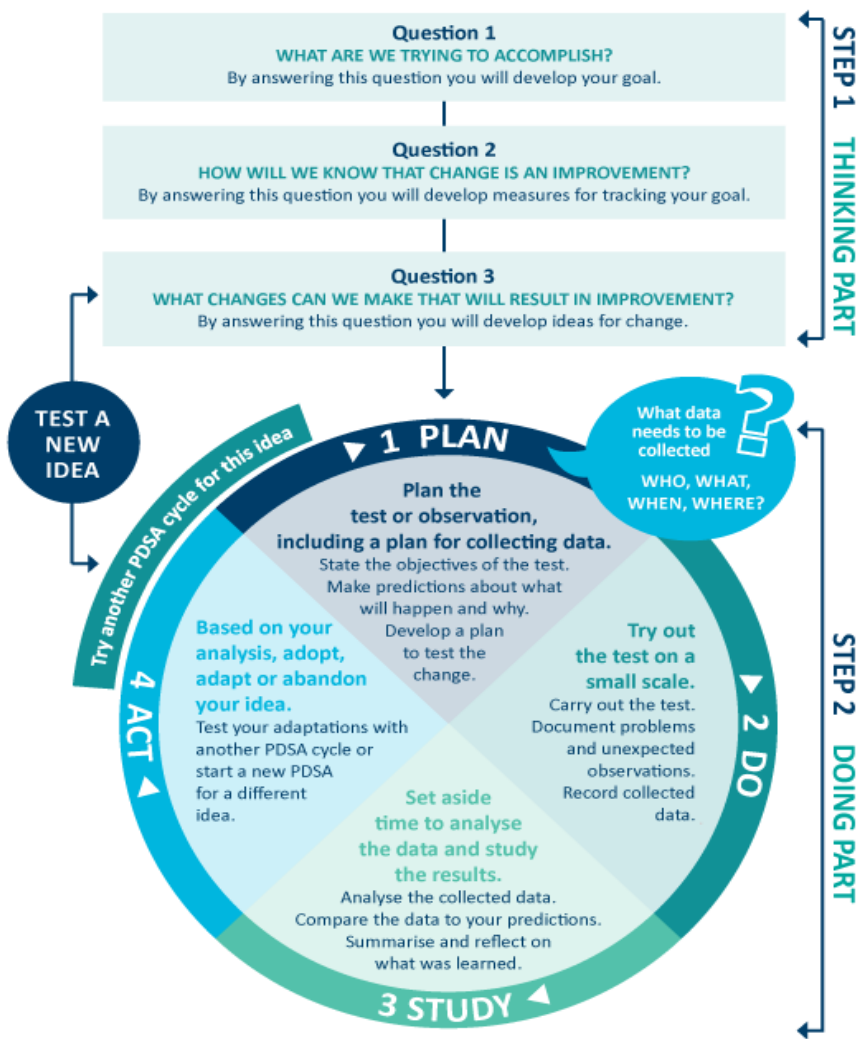 Question 1
WHAT ARE WE TRYING TO ACCOMPLISH?
By answering this question you will develop your goal.
Question 2
HOW WILL WE KNOW THAT CHANGE IS AN IMPROVEMENT?
By answering this question you will develop measures for tracking your goal.
Question 3
WHAT CHANGES CAN WE MAKE THAT WILL RESULT IN IMPROVEMENT?
By answering this question you will develop ideas for change.
STEP 1 THINKING PART
TEST A
NEW
IDEA
Try another PDSA cycle for this idea
1 PLAN
What data
needs to be
collected
?
WHO, WHAT,
WHEN, WHERE?
Plan the
test or observation,
including a plan for collecting data.
State the objectives of the test.
Make predictions about what
will happen and why.
Develop a plan
to test the
change.
2 DO
Try out
the test on a
small scale.
Carry out the test.
Document problems
and unexpected
observations.
Record collected
data.
3 STUDY
Set aside
time to analyse
the data and study
the results.
Analyse the collected data.
Compare the data to your predictions.
Summarise and reflect on
what was learned.
4 ACT
Based on your
analysis, adopt,
adapt or abandon
your idea.
Test your adaptations with
another PDSA cycle or
start a new PDSA
for a different
idea.
STEP 2 DOING PART